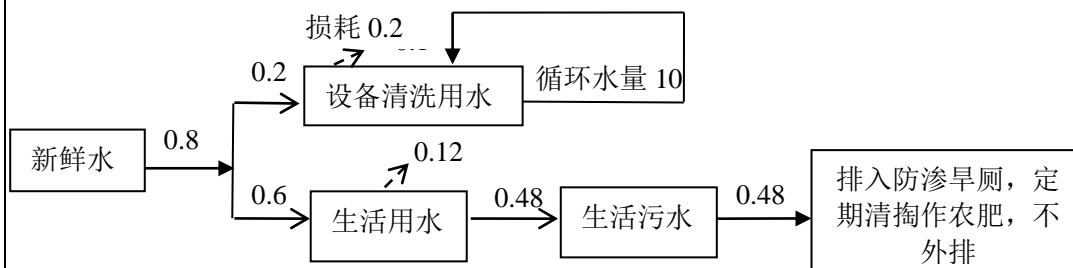 损耗 0.2
0.2
设备清洗用水
循环水量 10
新鲜水
0.8
0.12
0.6
生活用水
0.48
生活污水
0.48
排入防渗旱厕，定
期清掏作农肥，不
外排